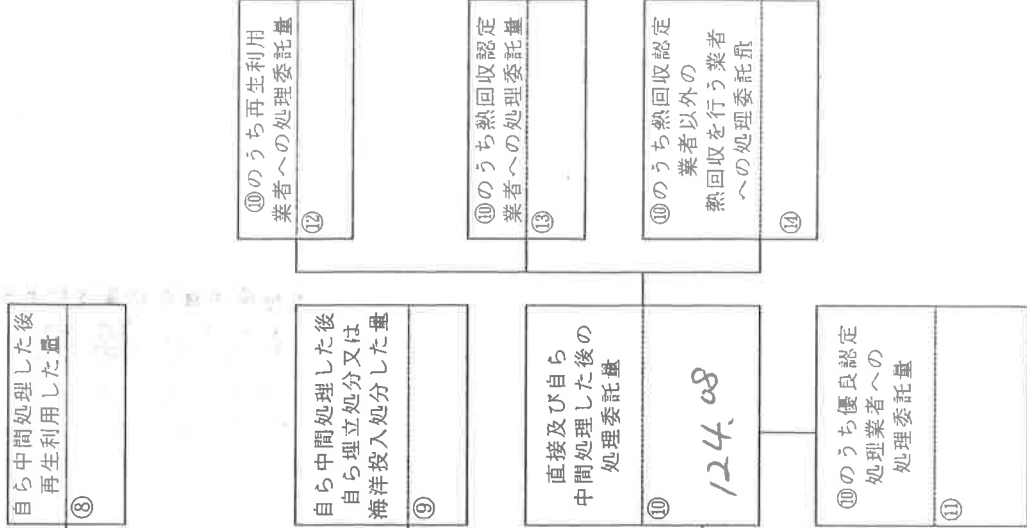 自ら中間処理した後
再生利用した量
⑧
自ら中間処理した後
自ら埋立処分又は
海洋投入処分した量
⑨
直接及び自ら
中間処理した後の
処理委託量
⑩
124.08
⑩のうち優良認定
処理業者への
処理委託量
⑪
⑩のうち再生利用
業者への処理委託量
⑫
⑩のうち熱回収認定
業者への処理委託量
⑬
⑩のうち熱回収認定
業者以外の
熱回収を行う業者
への処理委託量
⑭